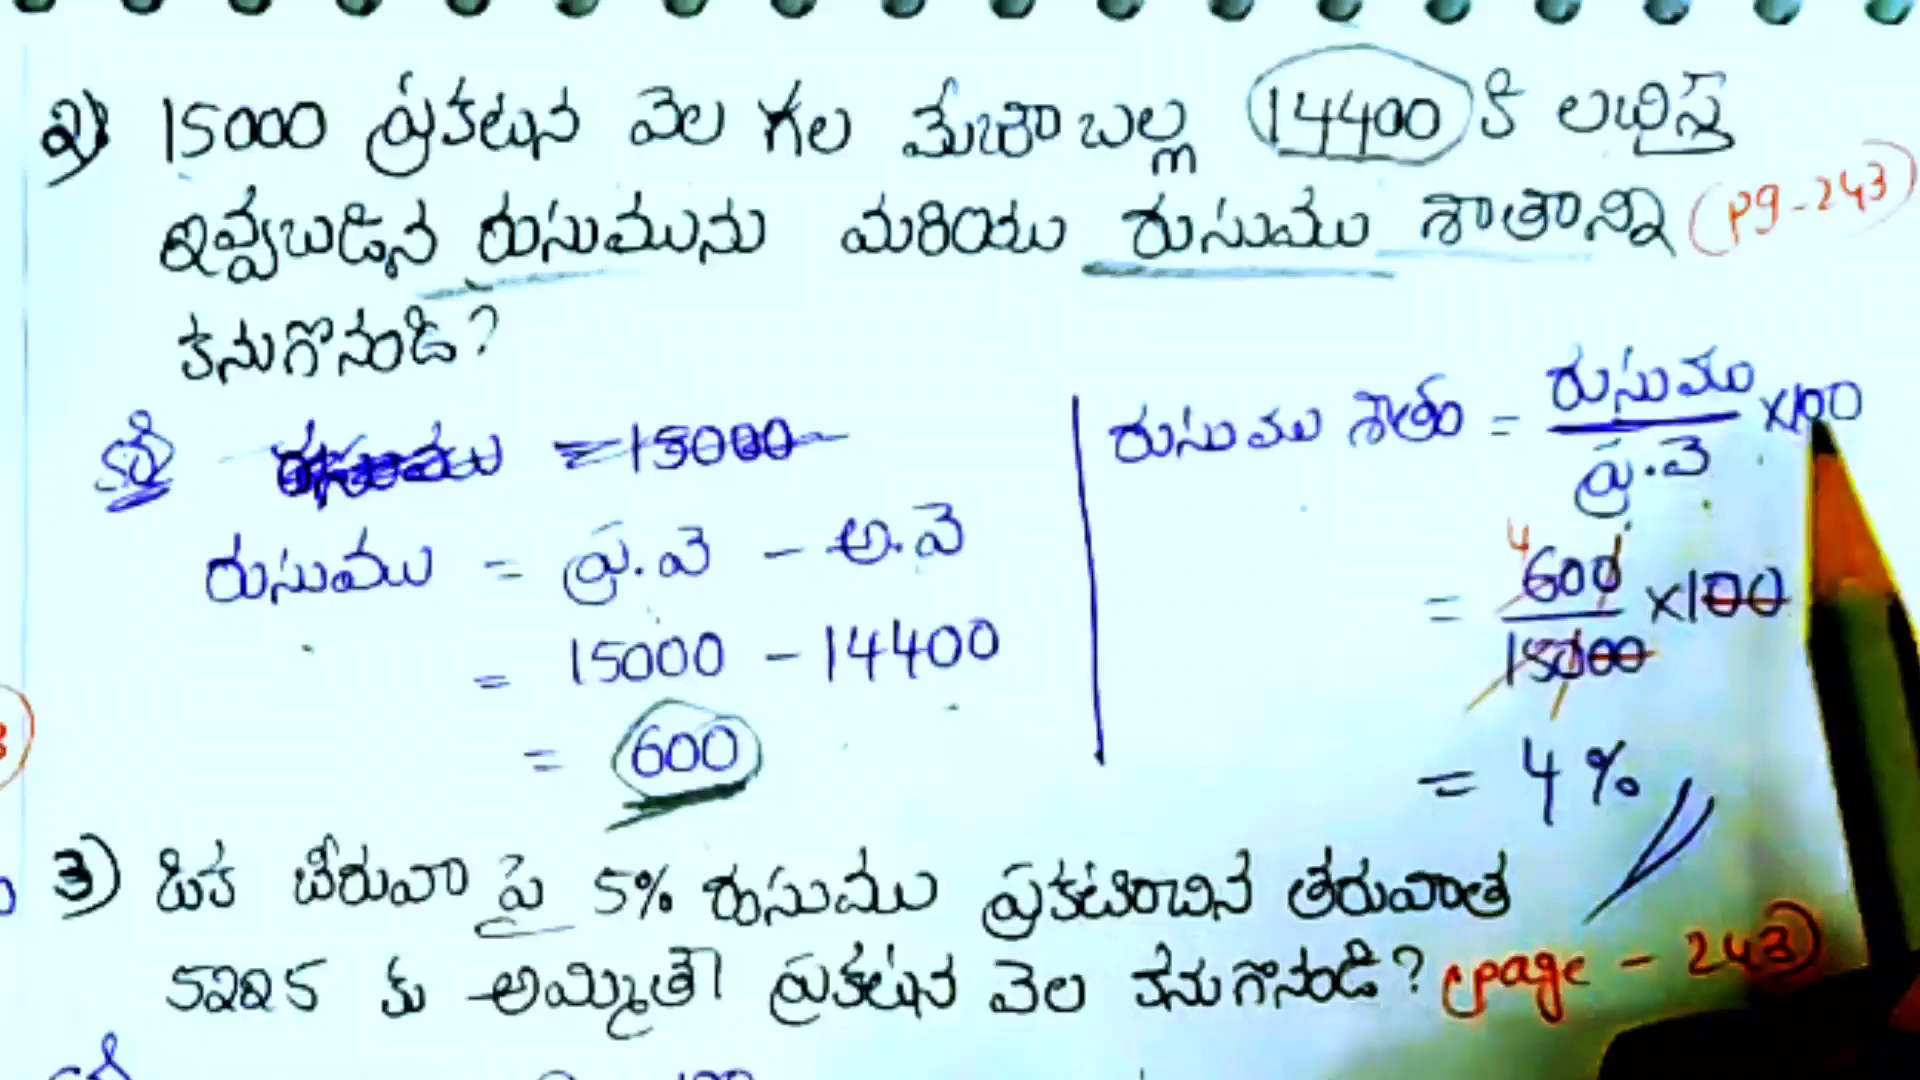 2) 15000 ప్రకటన వెల గల మేజా బల్ల 14400 కి లభిస్తే
ఇవ్వబడిన రుసుమును మరియు రుసుము శాతాన్ని (pg-243)
కనుగొనండి?
రుసుము = ప్ర.వె - అ.వె
= 15000 - 14400
= 600
రుసుము శాతం = రుసుము/ప్ర.వె ×100
= 600/15000 ×100
4
= 4%
3) ఒక బీరువా పై 5% రుసుము ప్రకటించిన తరువాత
5225 కు అమ్మితే ప్రకటన వెల కనుగొనండి? (page - 243)